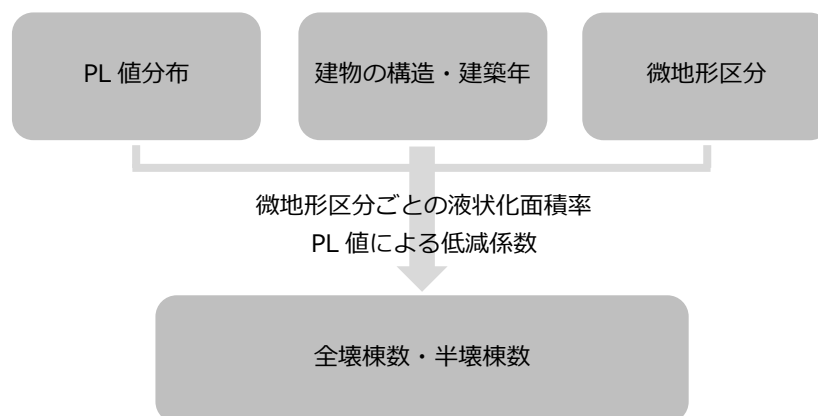 PL 値分布
建物の構造・建築年
微地形区分
微地形区分ごとの液状化面積率
PL 値による低減係数
全壊棟数・半壊棟数